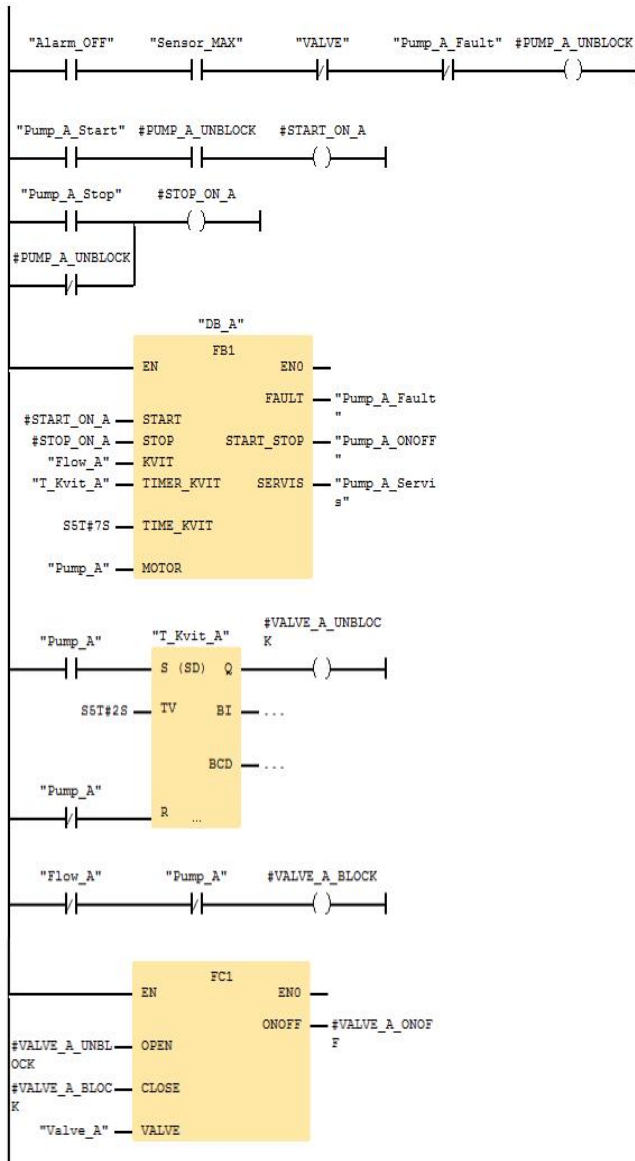 "Alarm_OFF" "Sensor_MAX" "VALVE" "Pump_A_Fault" #PUMP_A_UNBLOCK
"Pump_A_Start" #PUMP_A_UNBLOCK #START_ON_A
"Pump_A_Stop" #STOP_ON_A
#PUMP_A_UNBLOCK
"DB_A"
FB1
EN ENO
FAULT "Pump_A_Fault
"
#START_ON_A START
#STOP_ON_A STOP START_STOP "Pump_A_ONOFF
"
"Flow_A" KVIT
"T_Kvit_A" TIMER_KVIT SERVIS "Pump_A_Servi
s"
S5T#7S TIME_KVIT
"Pump_A" MOTOR
"Pump_A" "T_Kvit_A" #VALVE_A_UNBLOC
K
S (SD) Q
S5T#2S TV BI ...
BCD ...
"Pump_A"
R ...
"Flow_A" "Pump_A" #VALVE_A_BLOCK
FC1
EN ENO
ONOFF #VALVE_A_ONOF
F
#VALVE_A_UNBL OPEN
OCK
#VALVE_A_BLOC CLOSE
K
"Valve_A" VALVE